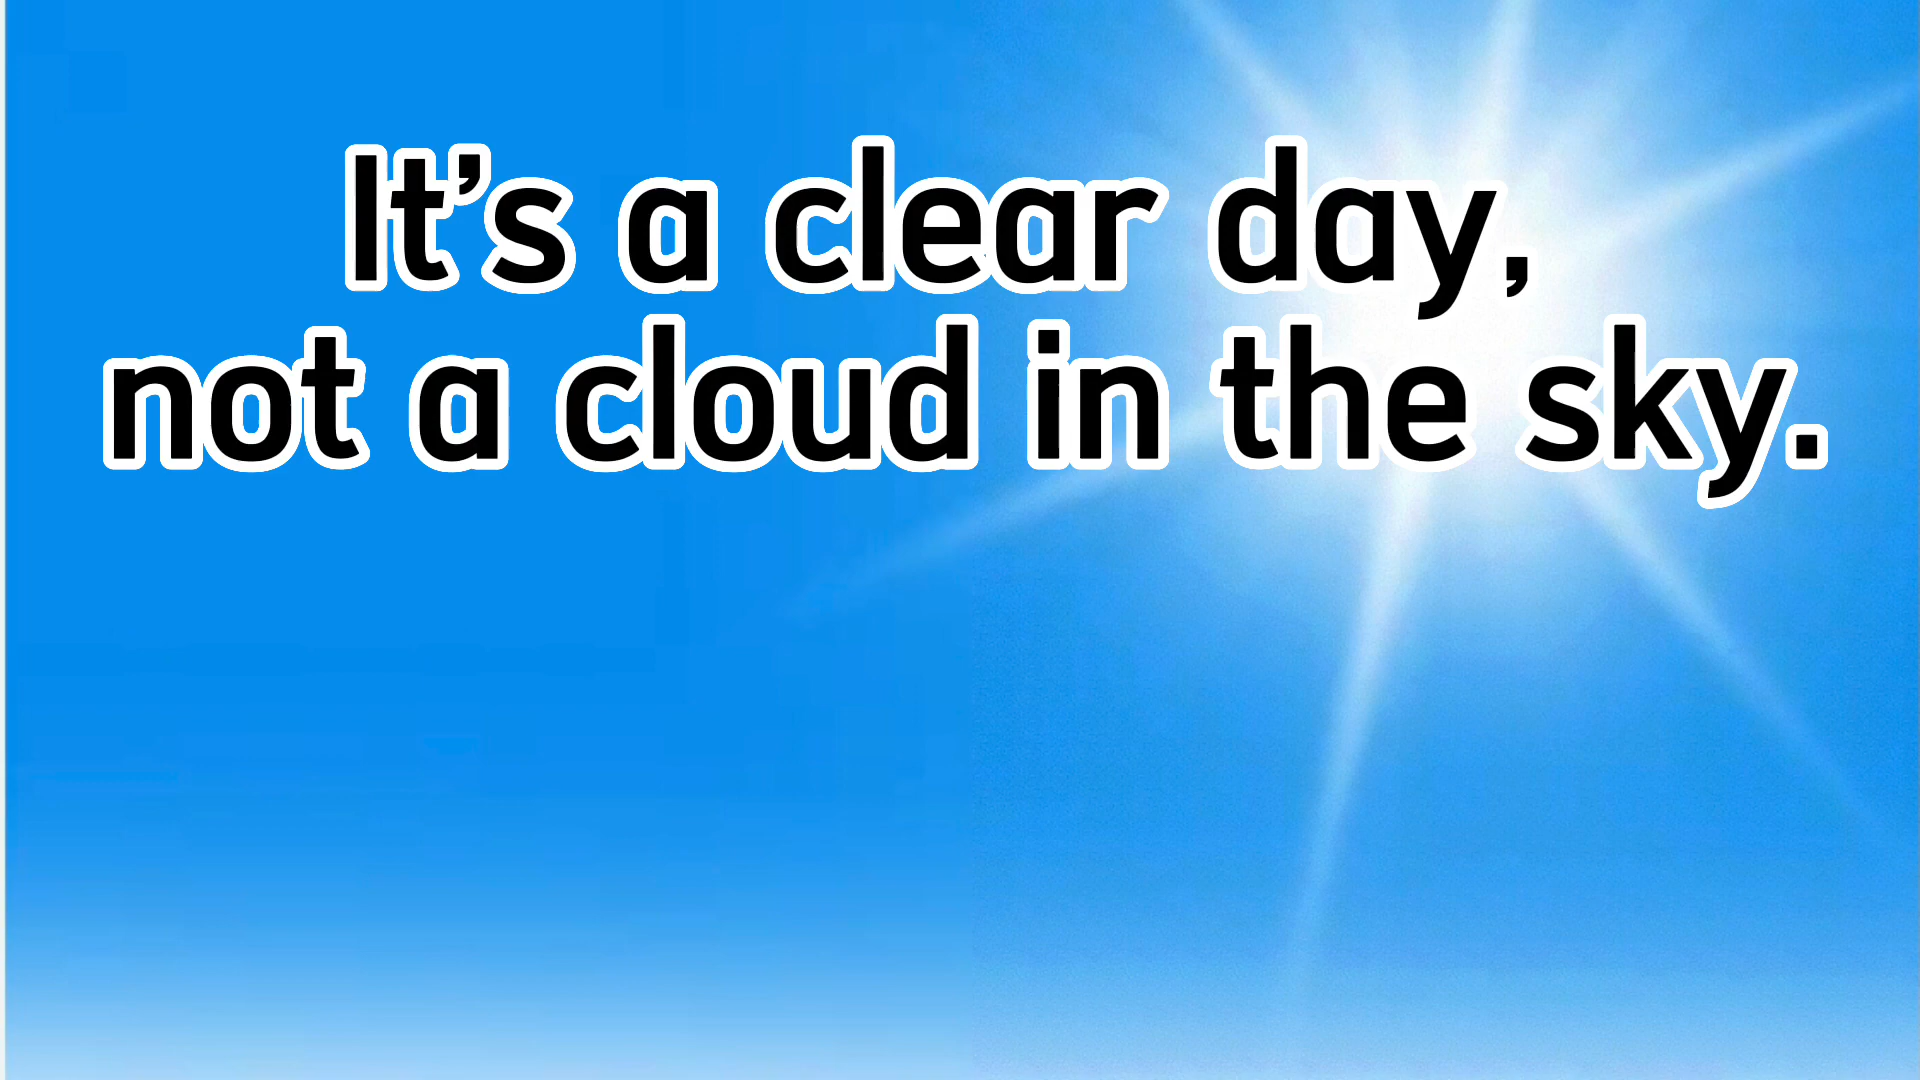 It’s a clear day,
not a cloud in the sky.